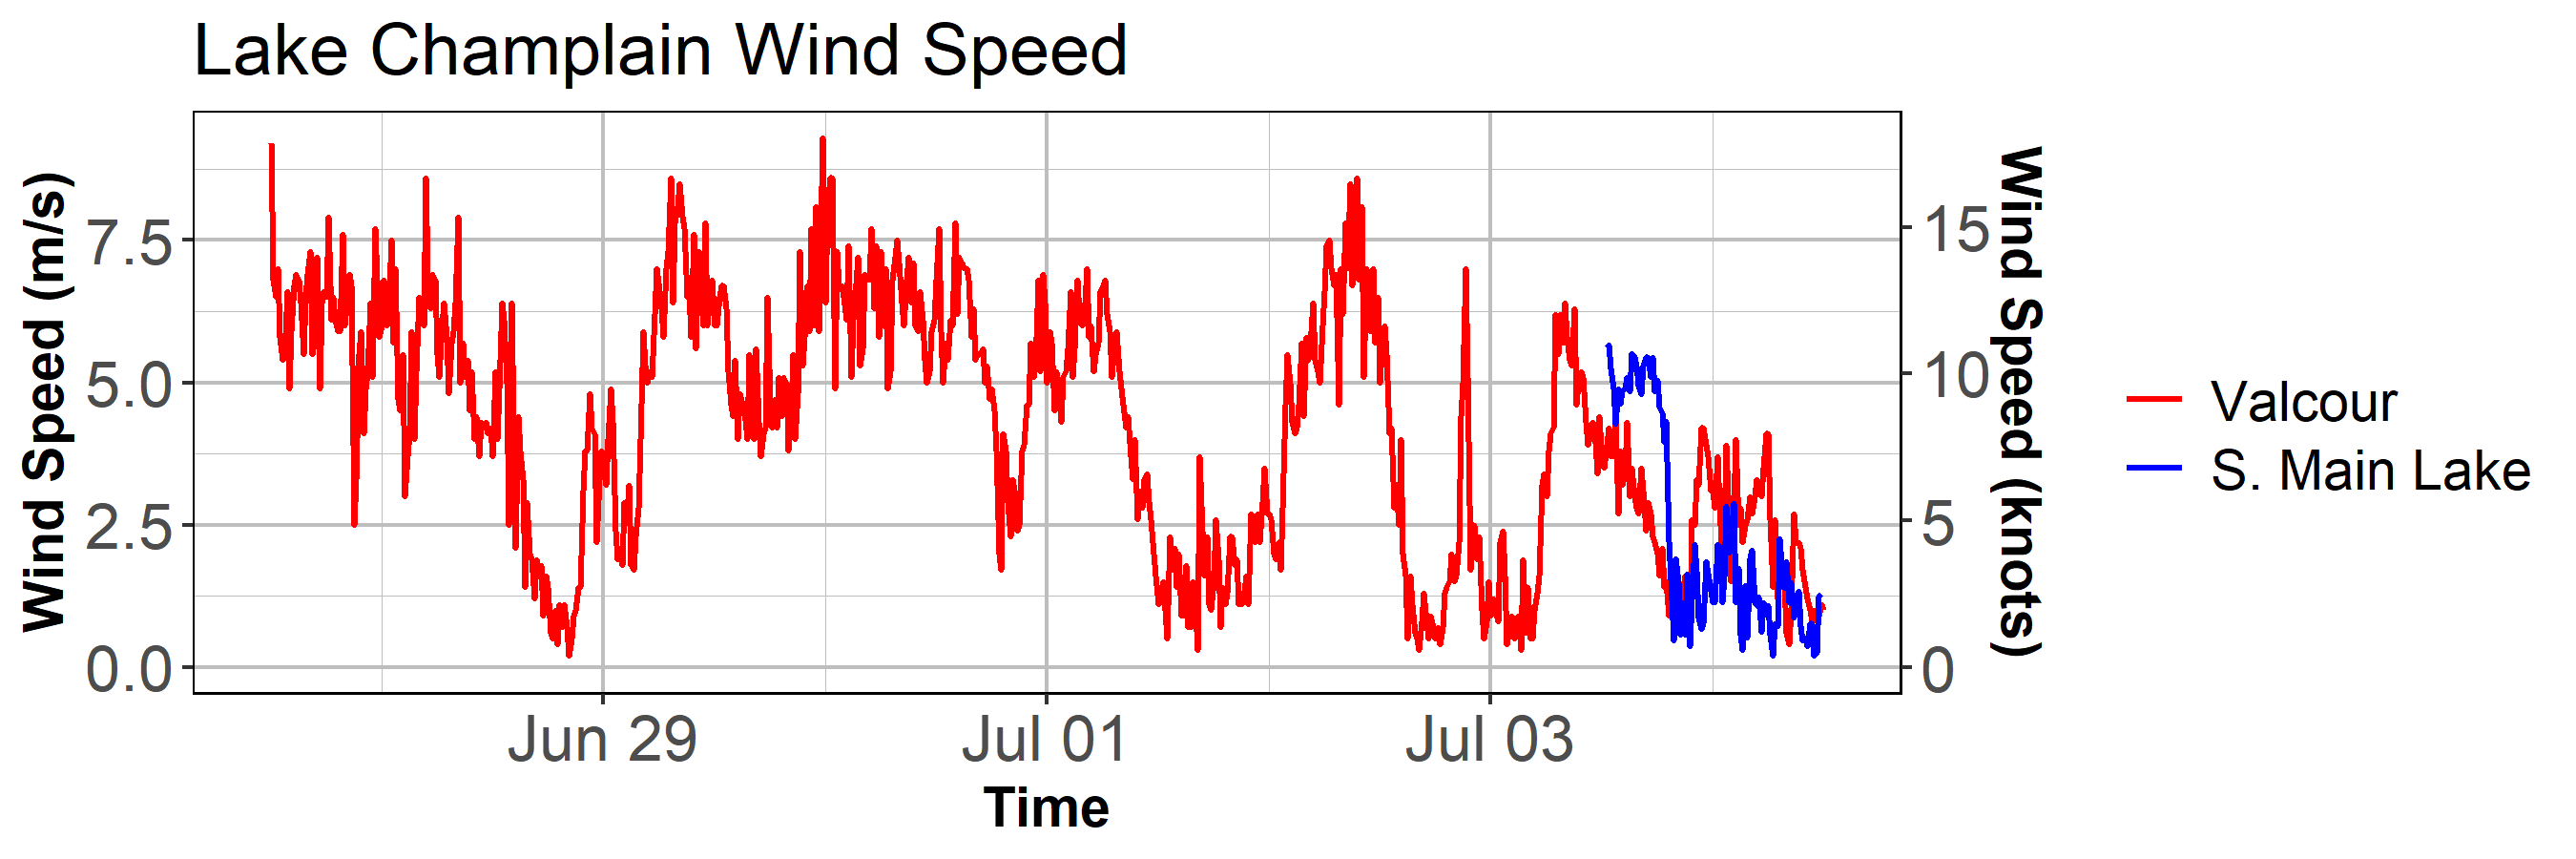 Lake Champlain Wind Speed
Wind Speed (m/s)
7.5
5.0
2.5
0.0
15
10
5
0
Wind Speed (knots)
Jun 29
Jul 01
Jul 03
Time
Valcour
S. Main Lake